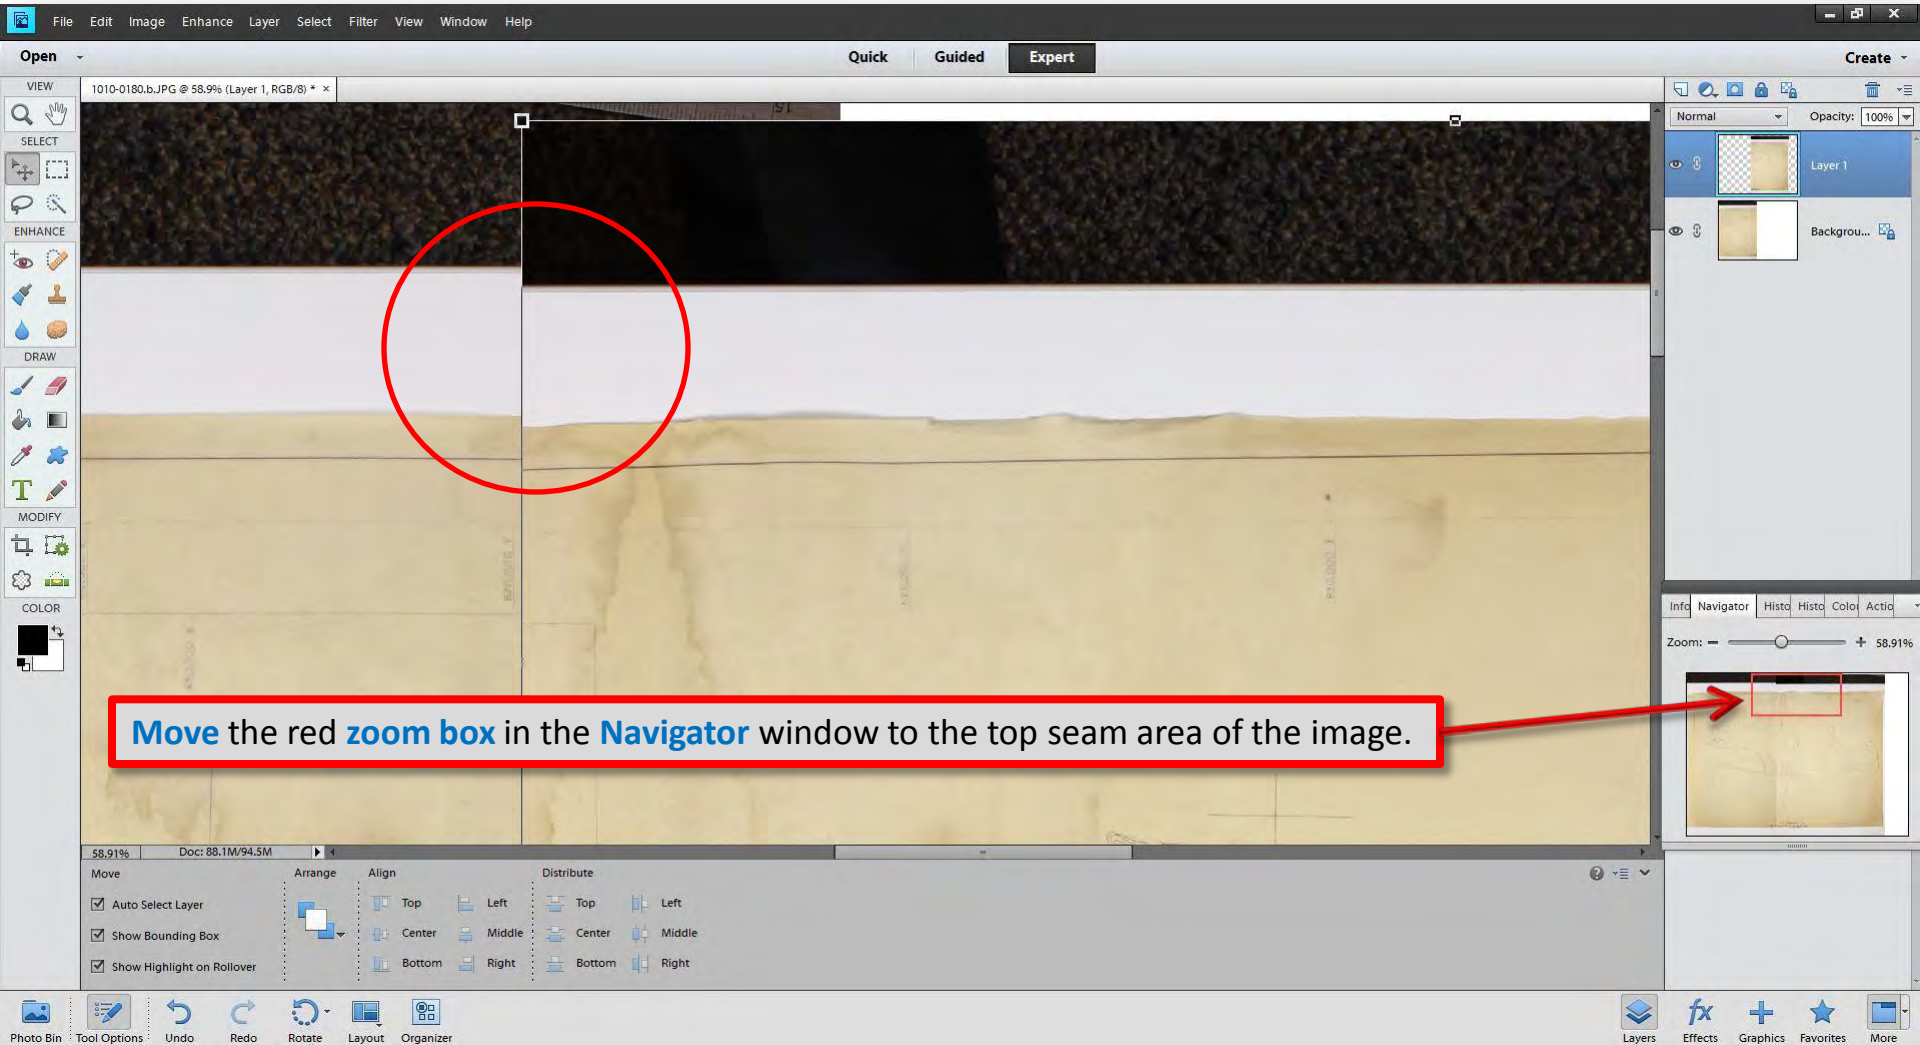 File Edit Image Enhance Layer Select Filter View Window Help
Open Quick Guided Expert Create
VIEW
1010-0180.b.JPG @ 58.9% (Layer 1, RGB/8) * ×
15
SELECT
ENHANCE
DRAW
MODIFY
COLOR
Normal Opacity: 100%
Layer 1
Backgrou...
Info Navigator Histo Histo Color Actio
Zoom: 58.91%
Move the red zoom box in the Navigator window to the top seam area of the image.
58.91% Doc: 88.1M/94.5M
Move Arrange Align Distribute
Auto Select Layer Top Left Top Left
Show Bounding Box Center Middle Center Middle
Show Highlight on Rollover Bottom Right Bottom Right
Photo Bin Tool Options Undo Redo Rotate Layout Organizer Layers Effects Graphics Favorites More